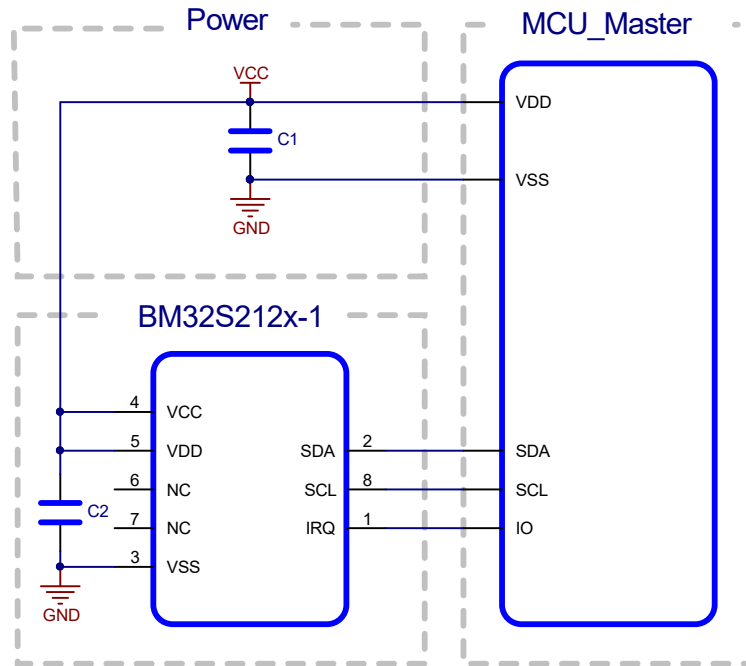 Power
MCU_Master
VCC
C1
GND
VDD
VSS
BM32S212x-1
4 VCC
5 VDD
6 NC
7 NC
3 VSS
SDA 2
SCL 8
IRQ 1
SDA
SCL
IO
C2
GND